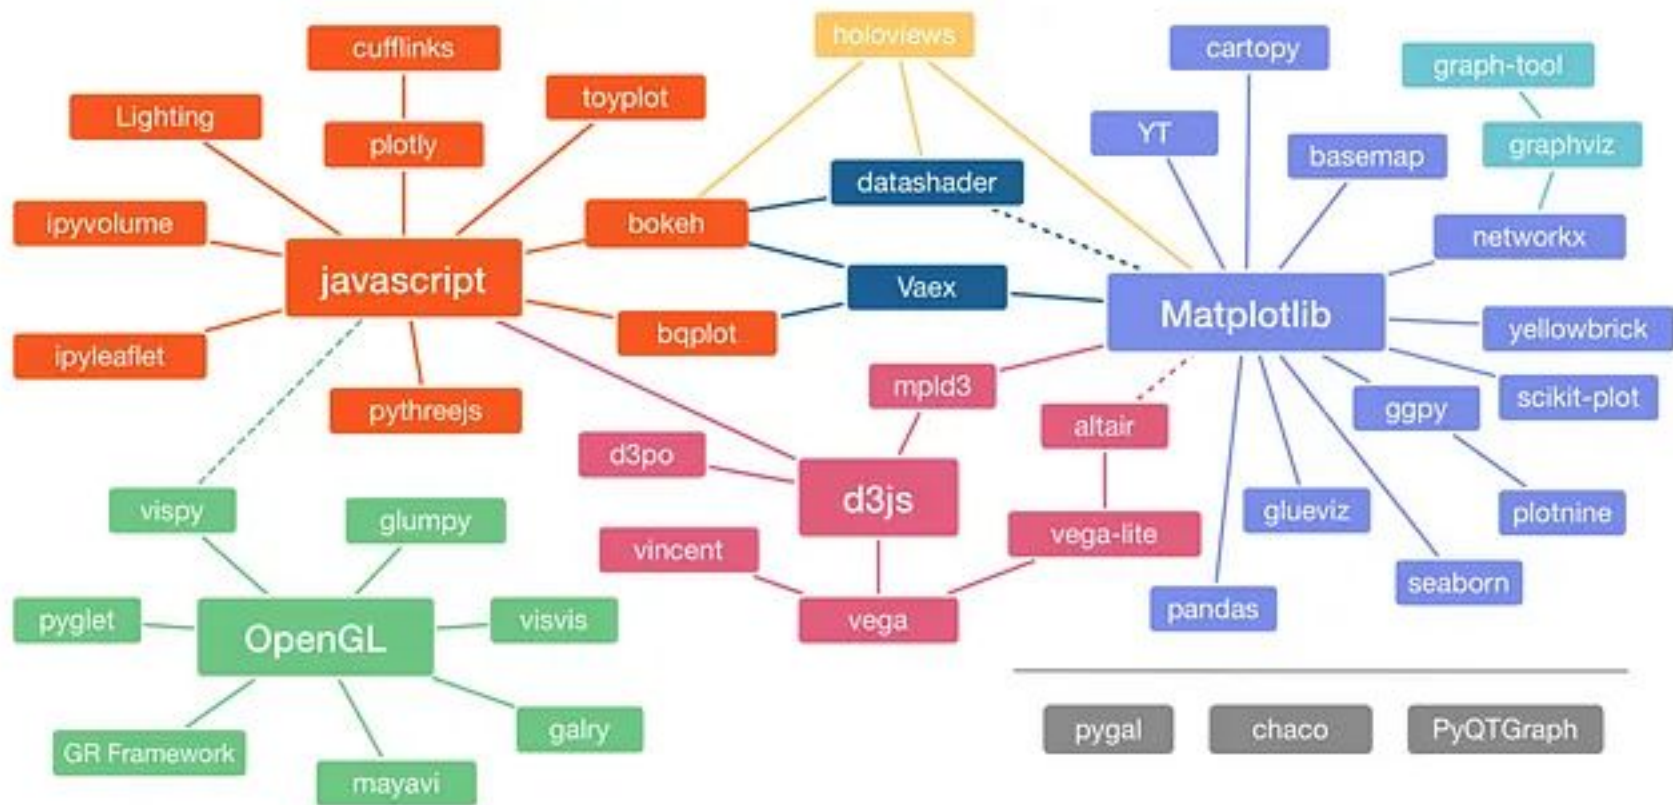 cufflinks
holoviews
cartopy
graph-tool
Lighting
toyplot
plotly
YT
basemap
graphviz
datashader
ipyvolume
bokeh
networkx
javascript
Vaex
Matplotlib
yellowbrick
ipyleaflet
bqplot
mpld3
scikit-plot
pythreejs
altair
ggpy
d3po
d3js
vispy
glumpy
glueviz
plotnine
vincent
vega-lite
seaborn
pandas
pyglet
OpenGL
visvis
vega
GR Framework
galry
mayavi
pygal
chaco
PyQTGraph